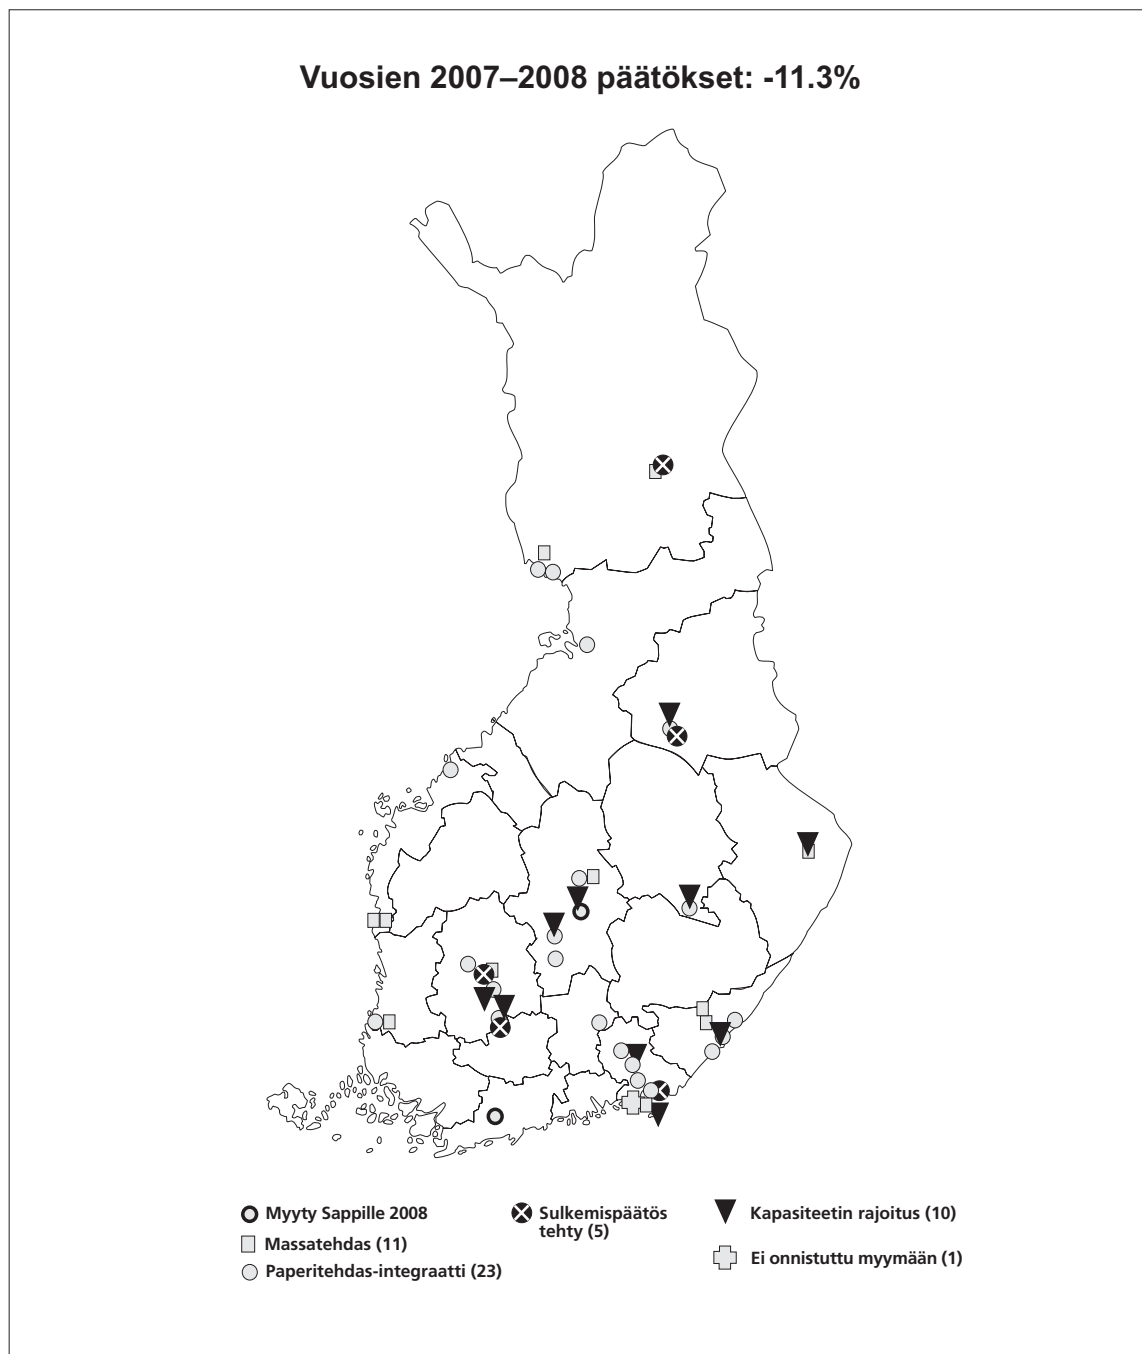 Vuosien 2007–2008 päätökset: -11.3%
Myyty Sappille 2008
Massatehdas (11)
Paperitehdas-integraatti (23)
Sulkemispäätös
tehty (5)
Kapasiteetin rajoitus (10)
Ei onnistuttu myymään (1)